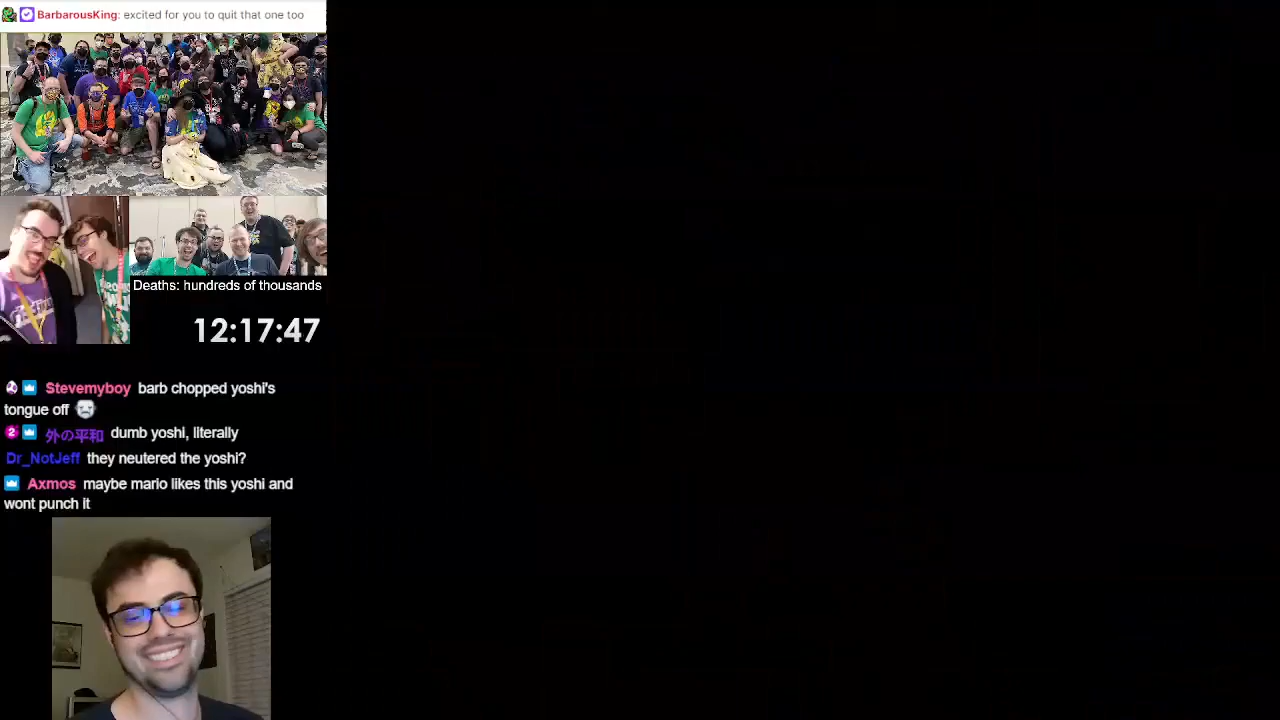 BarbarousKing: excited for you to quit that one too
Deaths: hundreds of thousands
12:17:47
Stevemyboy barb chopped yoshi's
tongue off
2 外の平和 dumb yoshi, literally
Dr_NotJeff they neutered the yoshi?
Axmos maybe mario likes this yoshi and
wont punch it